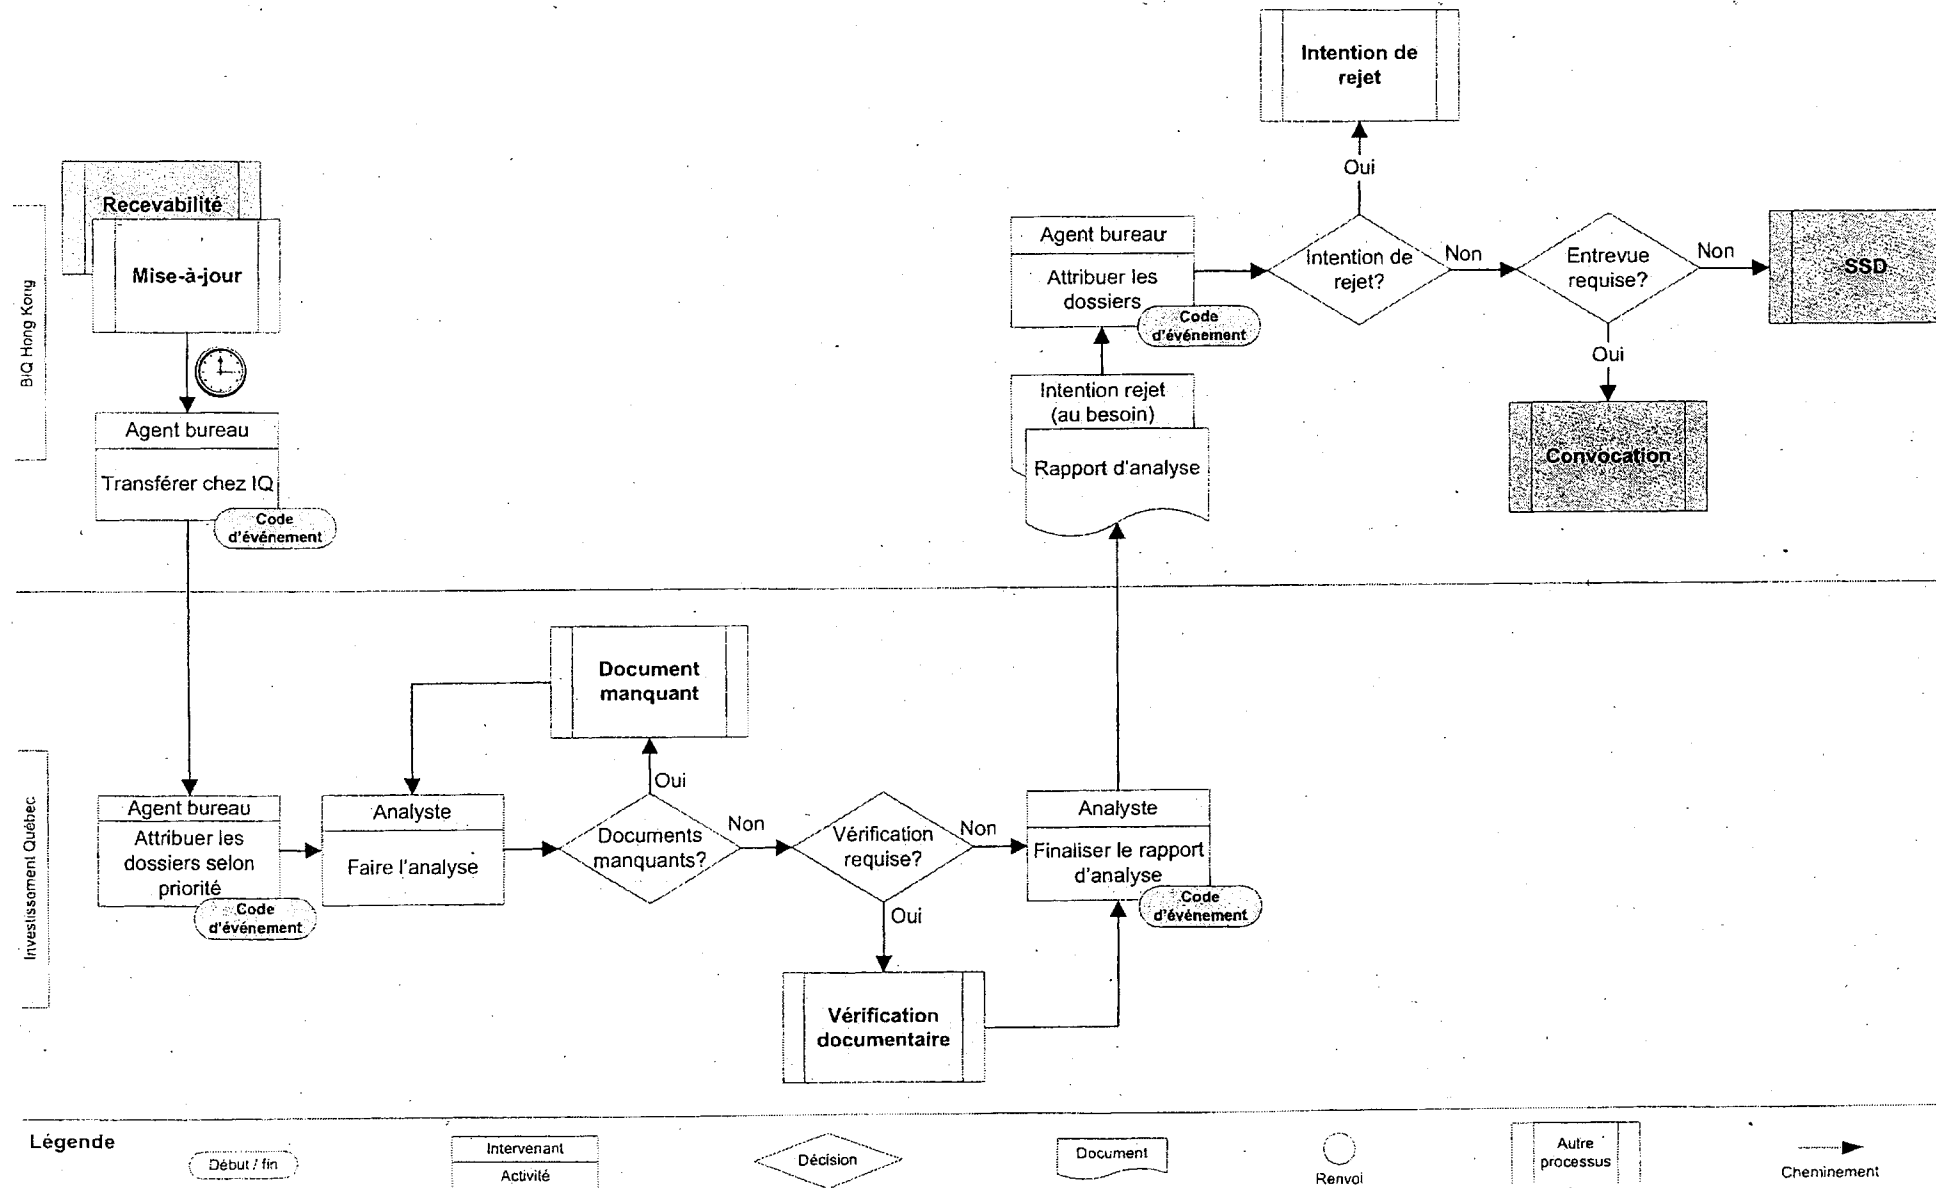 BIQ Hong Kong
Recevabilité
Mise-à-jour
Agent bureau
Transférer chez IQ
Code
d'événement
Intention de
rejet
Oui
Agent bureau
Attribuer les
dossiers
Code
d'événement
Intention de
rejet?
Non
Entrevue
requise?
Non
SSD
Oui
Convocation
Intention rejet
(au besoin)
Rapport d'analyse
Investissement Québec
Document
manquant
Oui
Agent bureau
Attribuer les
dossiers selon
priorité
Code
d'événement
Analyste
Faire l'analyse
Documents
manquants?
Non
Vérification
requise?
Non
Oui
Analyste
Finaliser le rapport
d'analyse
Code
d'événement
Vérification
documentaire
Légende
Début / fin
Intervenant
Activité
Décision
Document
Renvoi
Autre
processus
Cheminement